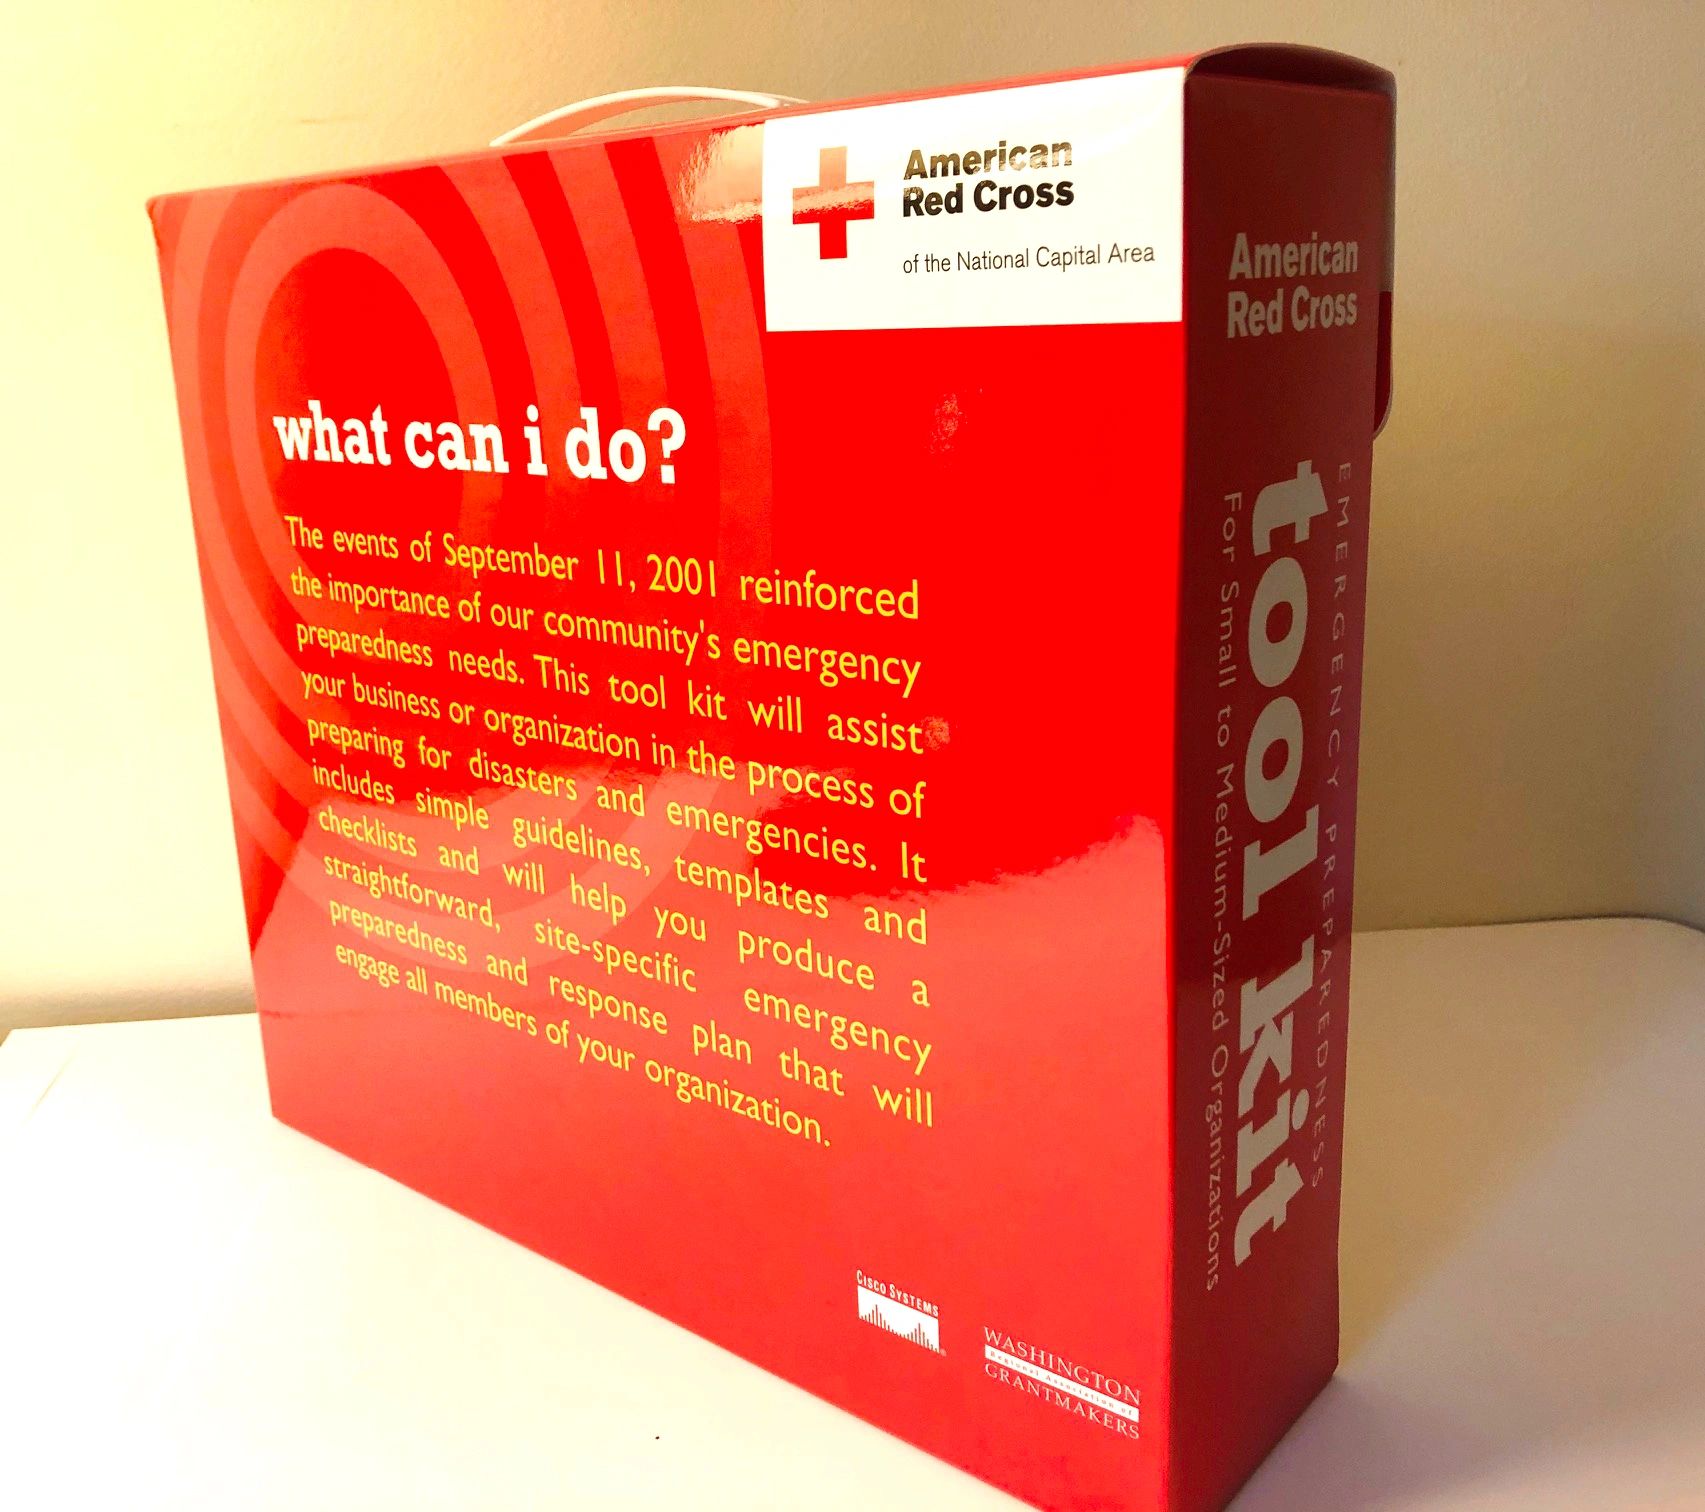 American
Red Cross
of the National Capital Area
what can i do?
The events of September 11, 2001 reinforced
the importance of our community's emergency
preparedness needs. This tool kit will assist
your business or organization in the process of
preparing for disasters and emergencies. It
includes simple guidelines, templates and
checklists and will help you produce a
straightforward, site-specific emergency
preparedness and response plan that will
engage all members of your organization.
CISCO SYSTEMS
WASHINGTON
Regional Association of
GRANTMAKERS
American
Red Cross
EMERGENCY PREPAREDNESS
tool kit
For Small to Medium-Sized Organizations